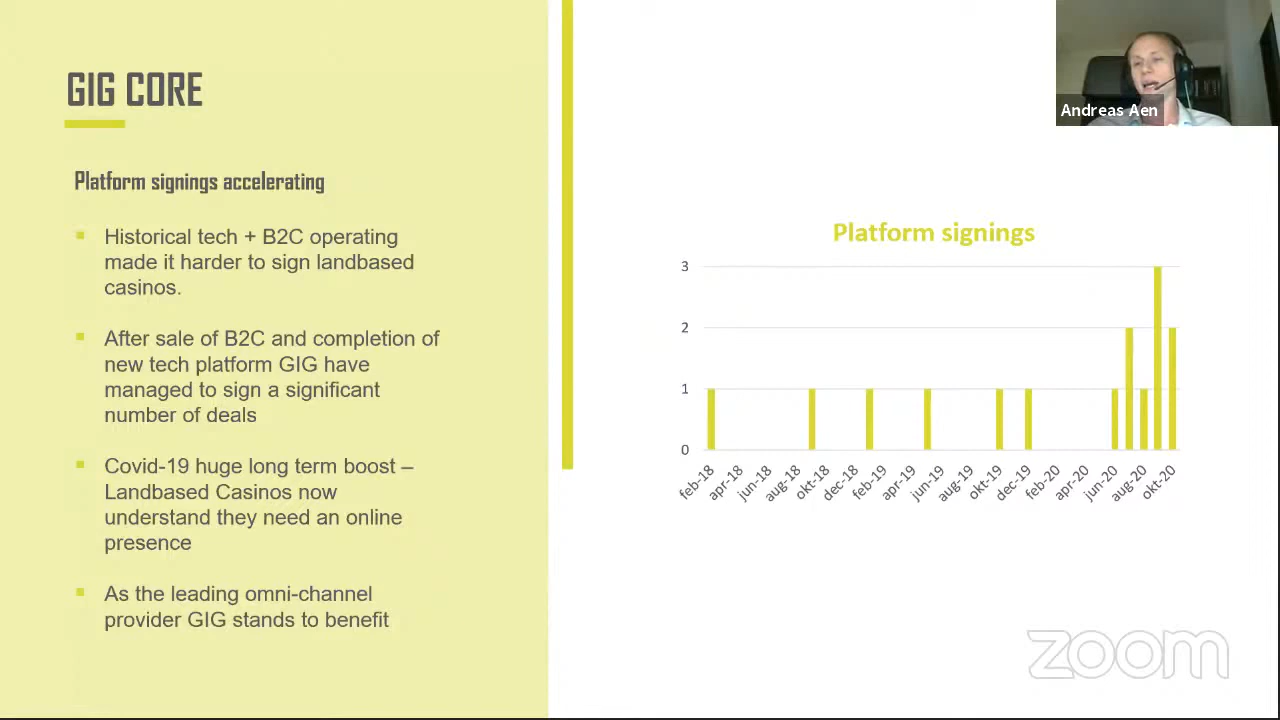 GIG CORE
Platform signings accelerating
Historical tech + B2C operating
made it harder to sign landbased
casinos.
After sale of B2C and completion of
new tech platform GIG have
managed to sign a significant
number of deals
Covid-19 huge long term boost –
Landbased Casinos now
understand they need an online
presence
As the leading omni-channel
provider GIG stands to benefit
Andreas Aen
Platform signings
3
2
1
0
feb-18
apr-18
jun-18
aug-18
okt-18
dec-18
feb-19
apr-19
jun-19
aug-19
okt-19
dec-19
feb-20
apr-20
jun-20
aug-20
okt-20
zoom